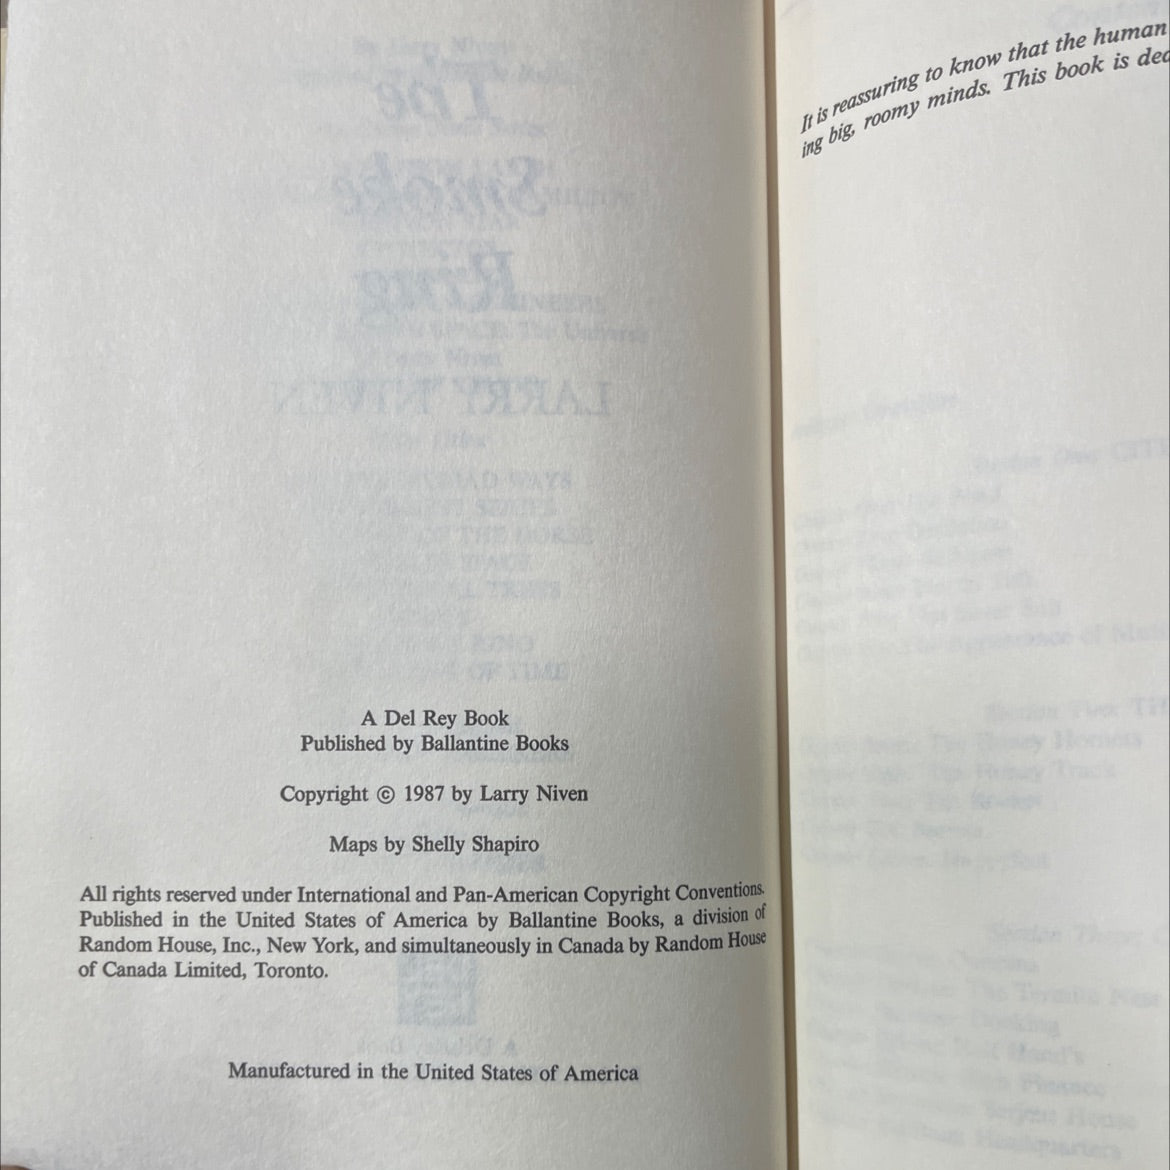 A Del Rey Book
Published by Ballantine Books
Copyright © 1987 by Larry Niven
Maps by Shelly Shapiro
All rights reserved under International and Pan-American Copyright Conventions.
Published in the United States of America by Ballantine Books, a division of
Random House, Inc., New York, and simultaneously in Canada by Random House
of Canada Limited, Toronto.
Manufactured in the United States of America
It is reassuring to know that the human
ing big, roomy minds. This book is ded